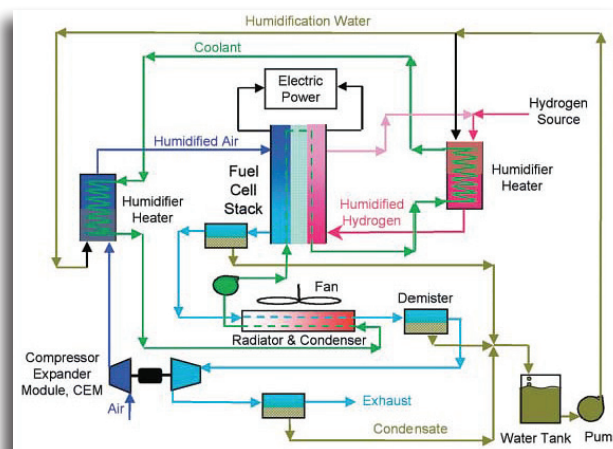 Humidification Water
Coolant
Electric
Power
Hydrogen
Source
Humidified Air
Fuel
Cell
Stack
Humidifier
Heater
Humidified
Hydrogen
Humidifier
Heater
Fan
Demister
Radiator & Condenser
Compressor
Expander
Module, CEM
Air
Exhaust
Condensate
Water Tank
Pum